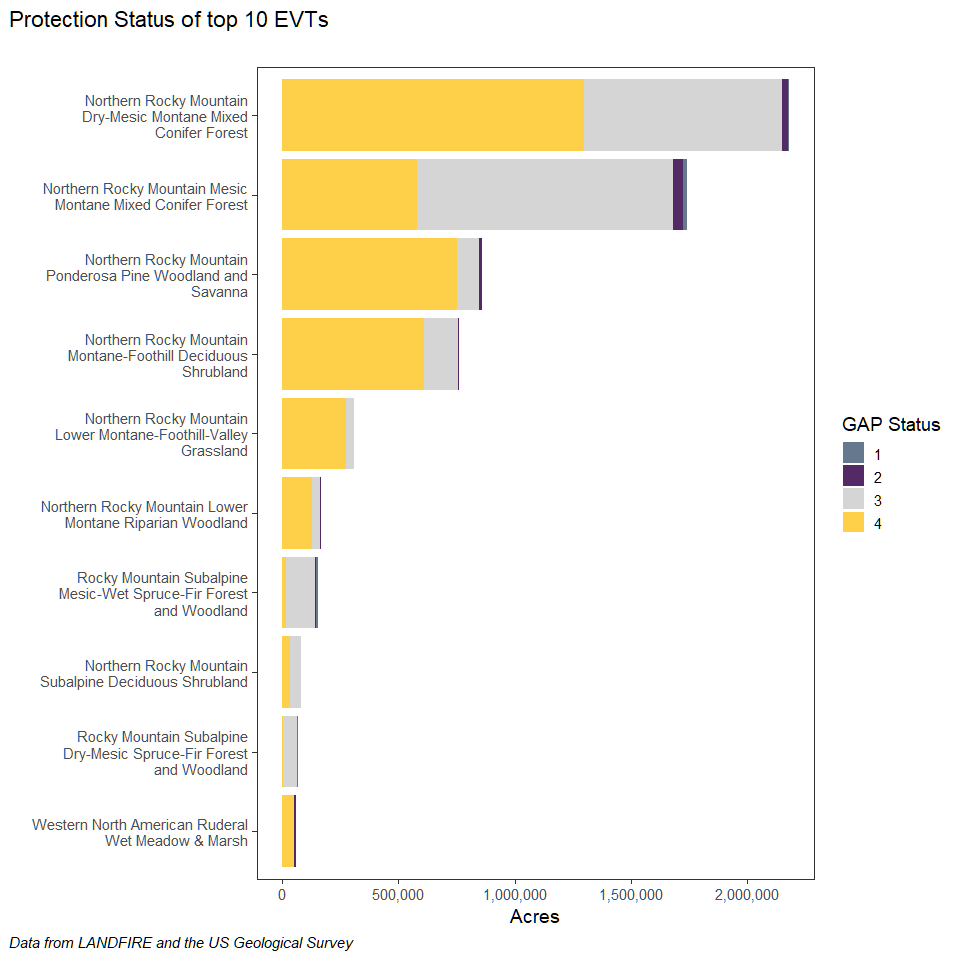 Protection Status of top 10 EVTs
Northern Rocky Mountain
Dry-Mesic Montane Mixed
Conifer Forest
Northern Rocky Mountain Mesic
Montane Mixed Conifer Forest
Northern Rocky Mountain
Ponderosa Pine Woodland and
Savanna
Northern Rocky Mountain
Montane-Foothill Deciduous
Shrubland
Northern Rocky Mountain
Lower Montane-Foothill-Valley
Grassland
Northern Rocky Mountain Lower
Montane Riparian Woodland
Rocky Mountain Subalpine
Mesic-Wet Spruce-Fir Forest
and Woodland
Northern Rocky Mountain
Subalpine Deciduous Shrubland
Rocky Mountain Subalpine
Dry-Mesic Spruce-Fir Forest
and Woodland
Western North American Ruderal
Wet Meadow & Marsh
0 500,000 1,000,000 1,500,000 2,000,000
Acres
GAP Status
1
2
3
4
Data from LANDFIRE and the US Geological Survey